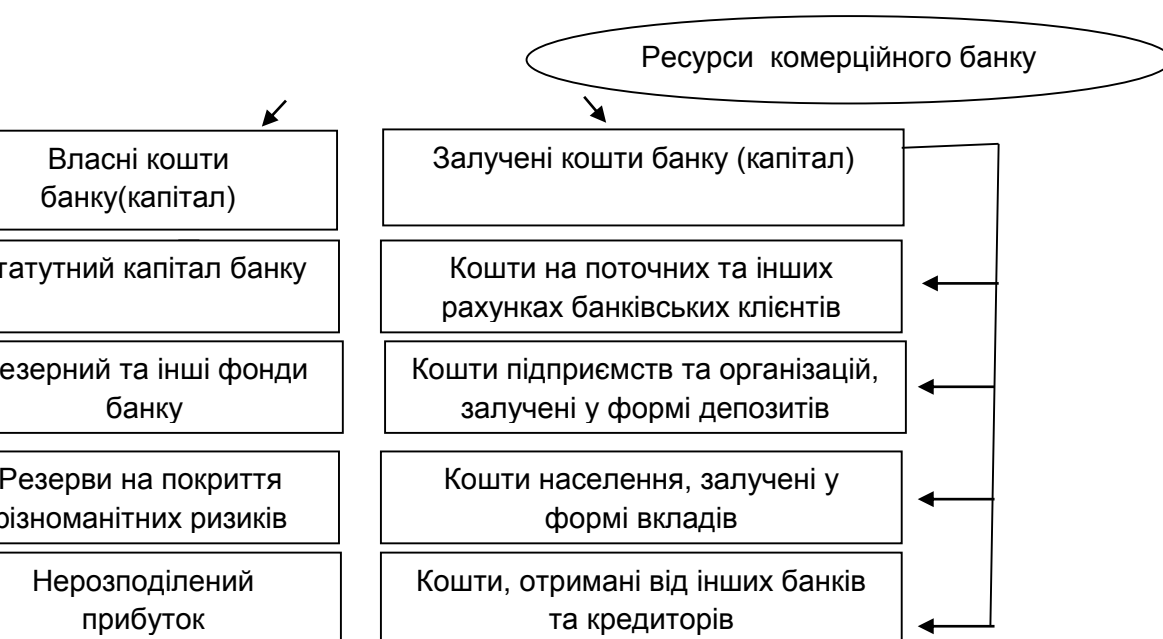 Ресурси комерційного банку
Власні кошти
банку(капітал)
Залучені кошти банку (капітал)
татутний капітал банку
Кошти на поточних та інших
рахунках банківських клієнтів
езерний та інші фонди
банку
Кошти підприємств та організацій,
залучені у формі депозитів
Резерви на покриття
різноманітних ризиків
Кошти населення, залучені у
формі вкладів
Нерозподілений
прибуток
Кошти, отримані від інших банків
та кредиторів